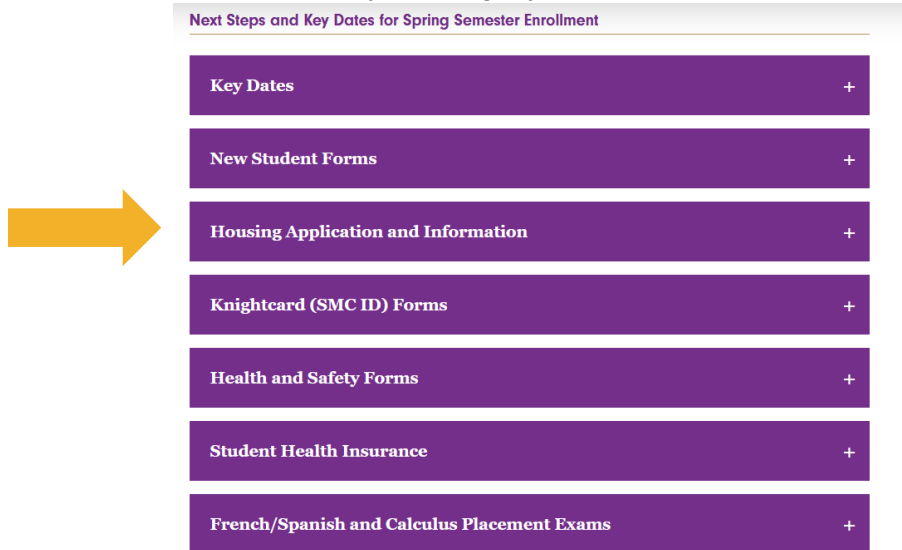 Next Steps and Key Dates for Spring Semester Enrollment
Key Dates +
New Student Forms +
Housing Application and Information +
Knightcard (SMC ID) Forms +
Health and Safety Forms +
Student Health Insurance +
French/Spanish and Calculus Placement Exams +